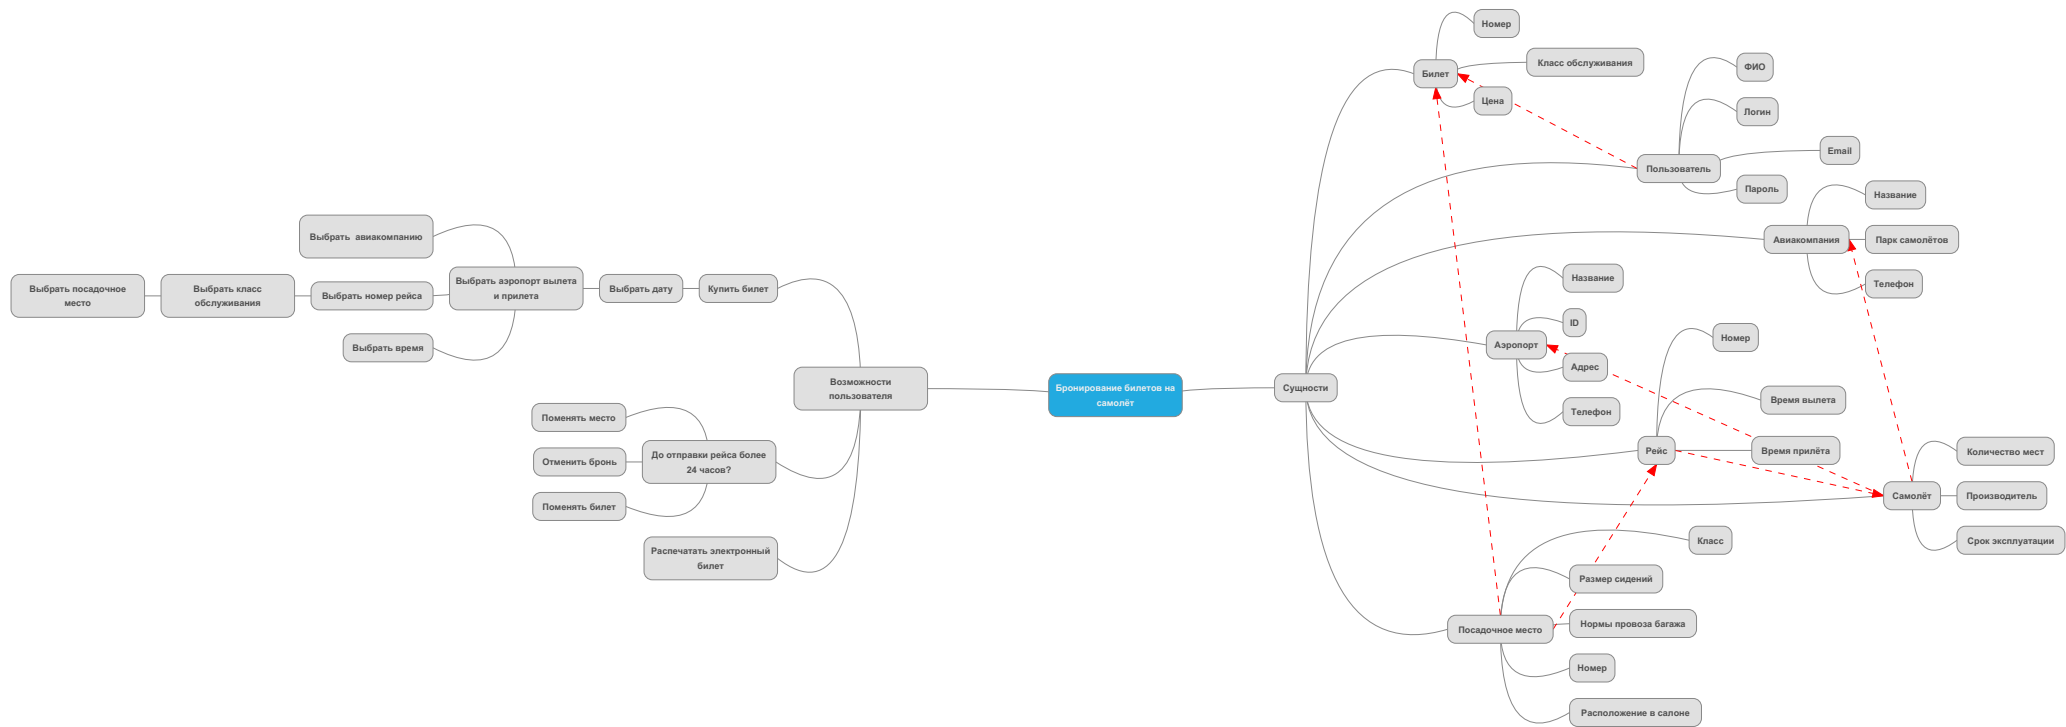 Бронирование билетов на
самолёт
Возможности
пользователя
Купить билет
Выбрать дату
Выбрать аэропорт вылета
и прилета
Выбрать авиакомпанию
Выбрать номер рейса
Выбрать класс
обслуживания
Выбрать посадочное
место
Выбрать время
До отправки рейса более
24 часов?
Поменять место
Отменить бронь
Поменять билет
Распечатать электронный
билет
Сущности
Билет
Номер
Класс обслуживания
Цена
Пользователь
ФИО
Логин
Email
Пароль
Авиакомпания
Название
Парк самолётов
Телефон
Аэропорт
Название
ID
Адрес
Телефон
Рейс
Номер
Время вылета
Время прилёта
Самолёт
Количество мест
Производитель
Срок эксплуатации
Посадочное место
Класс
Размер сидений
Нормы провоза багажа
Номер
Расположение в салоне